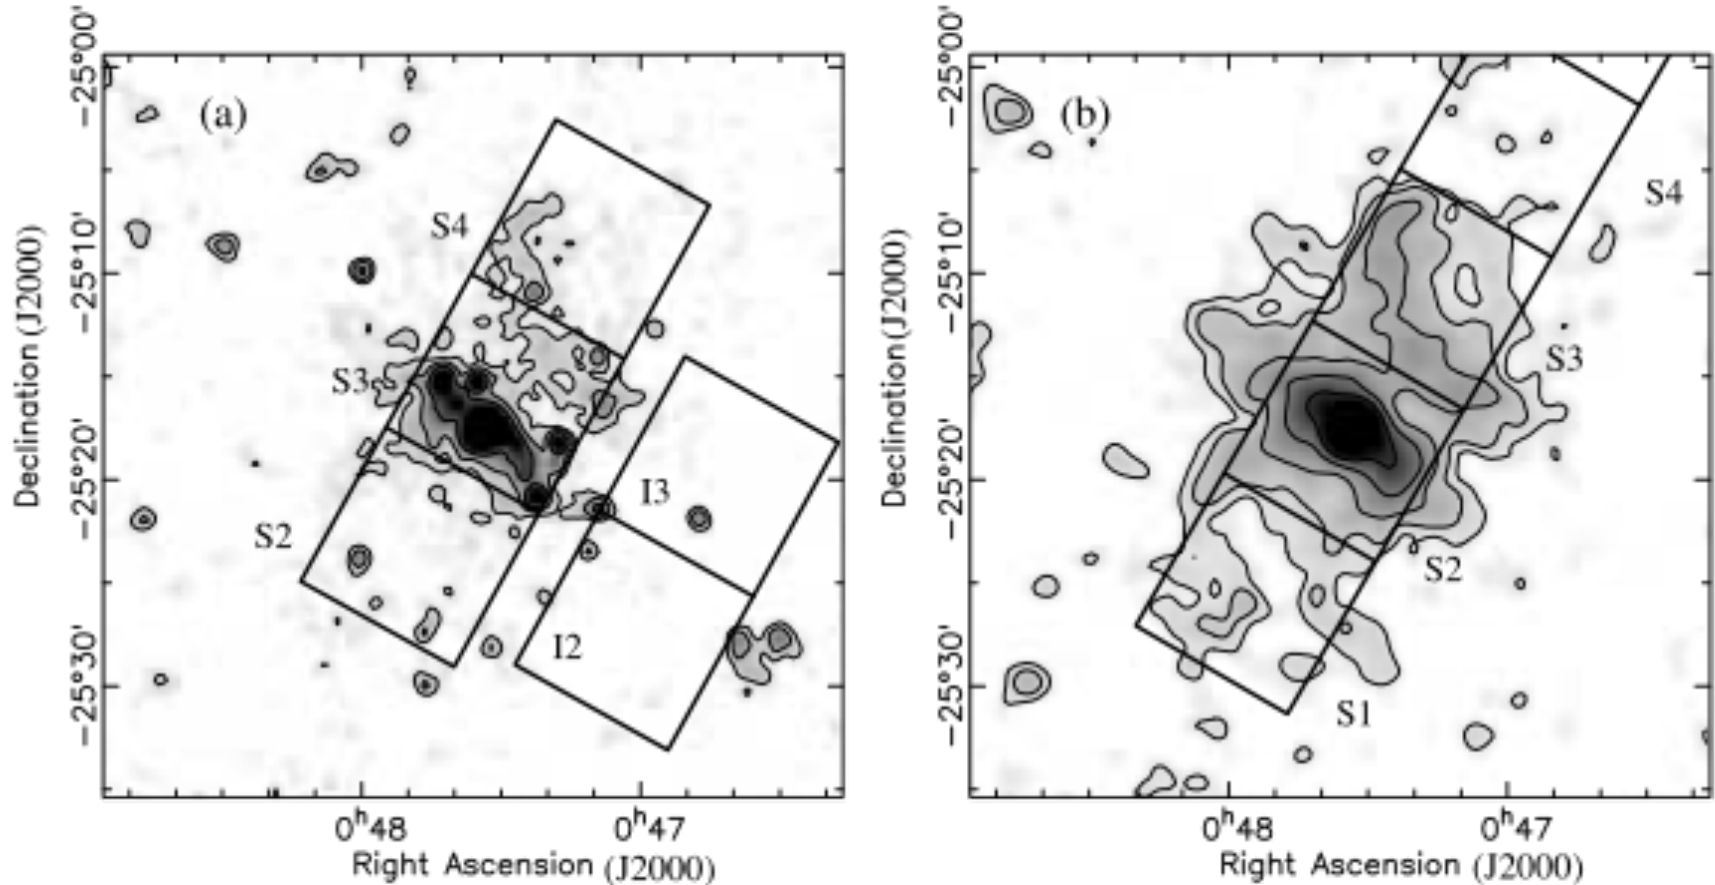 (a)
S4
S3
S2
I3
I2
−25°00'
−25°10'
−25°20'
−25°30'
Declination (J2000)
0ʰ48
0ʰ47
Right Ascension (J2000)
(b)
S4
S3
S2
S1
−25°00'
−25°10'
−25°20'
−25°30'
Declination (J2000)
0ʰ48
0ʰ47
Right Ascension (J2000)